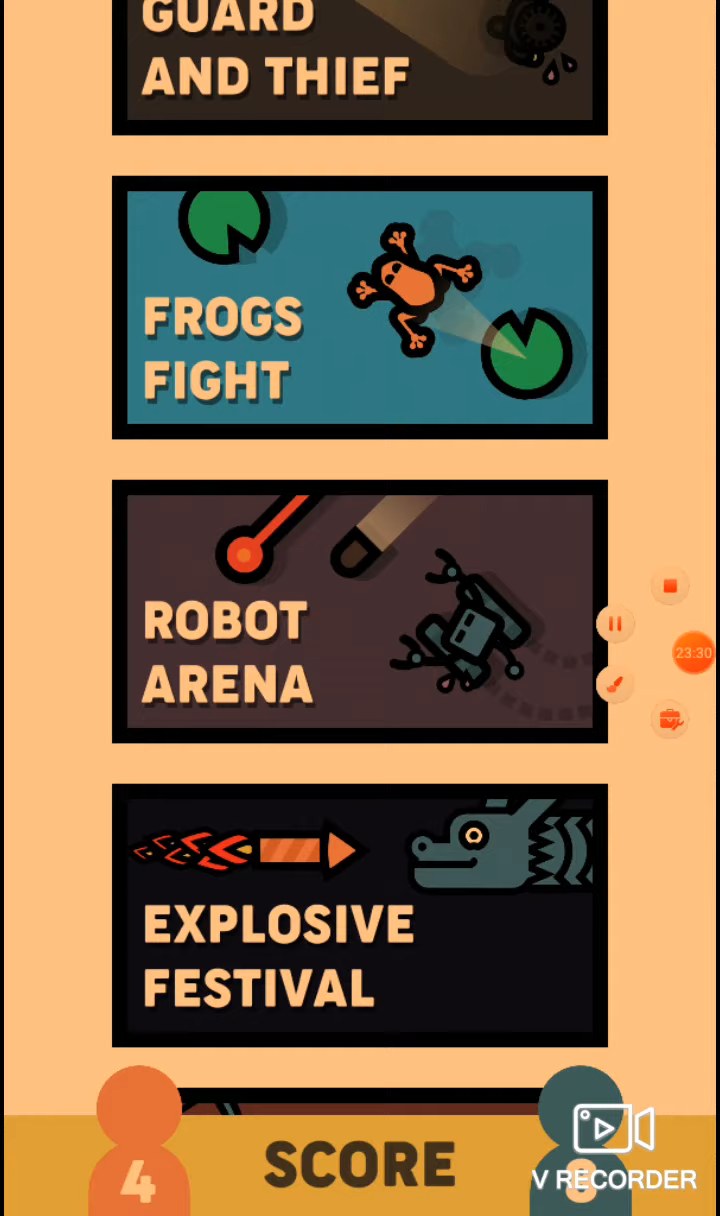 GUARD
AND THIEF
FROGS
FIGHT
ROBOT
ARENA
23:30
EXPLOSIVE
FESTIVAL
4
SCORE
V RECORDER